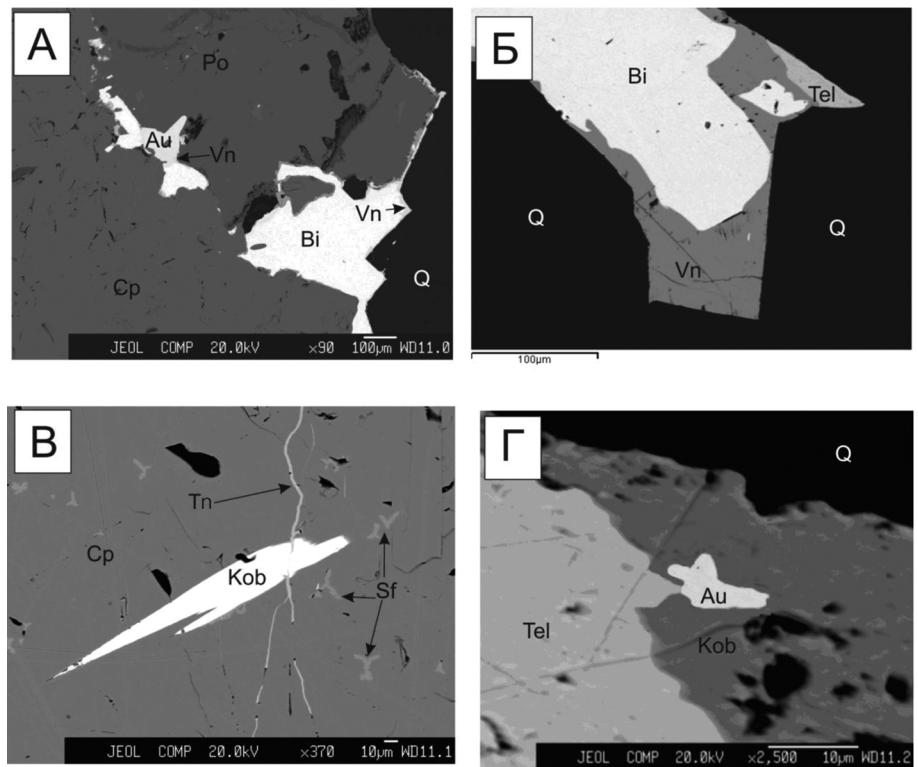 А
Po
Au
Vn
Vn
Bi
Q
Cp
JEOL COMP 20.0kV ×90 100µm WD11.0
Б
Bi
Tel
Q
Q
Vn
100µm
В
Tn
Cp
Kob
Sf
JEOL COMP 20.0kV ×370 10µm WD11.1
Г
Q
Au
Tel
Kob
JEOL COMP 20.0kV ×2,500 10µm WD11.2